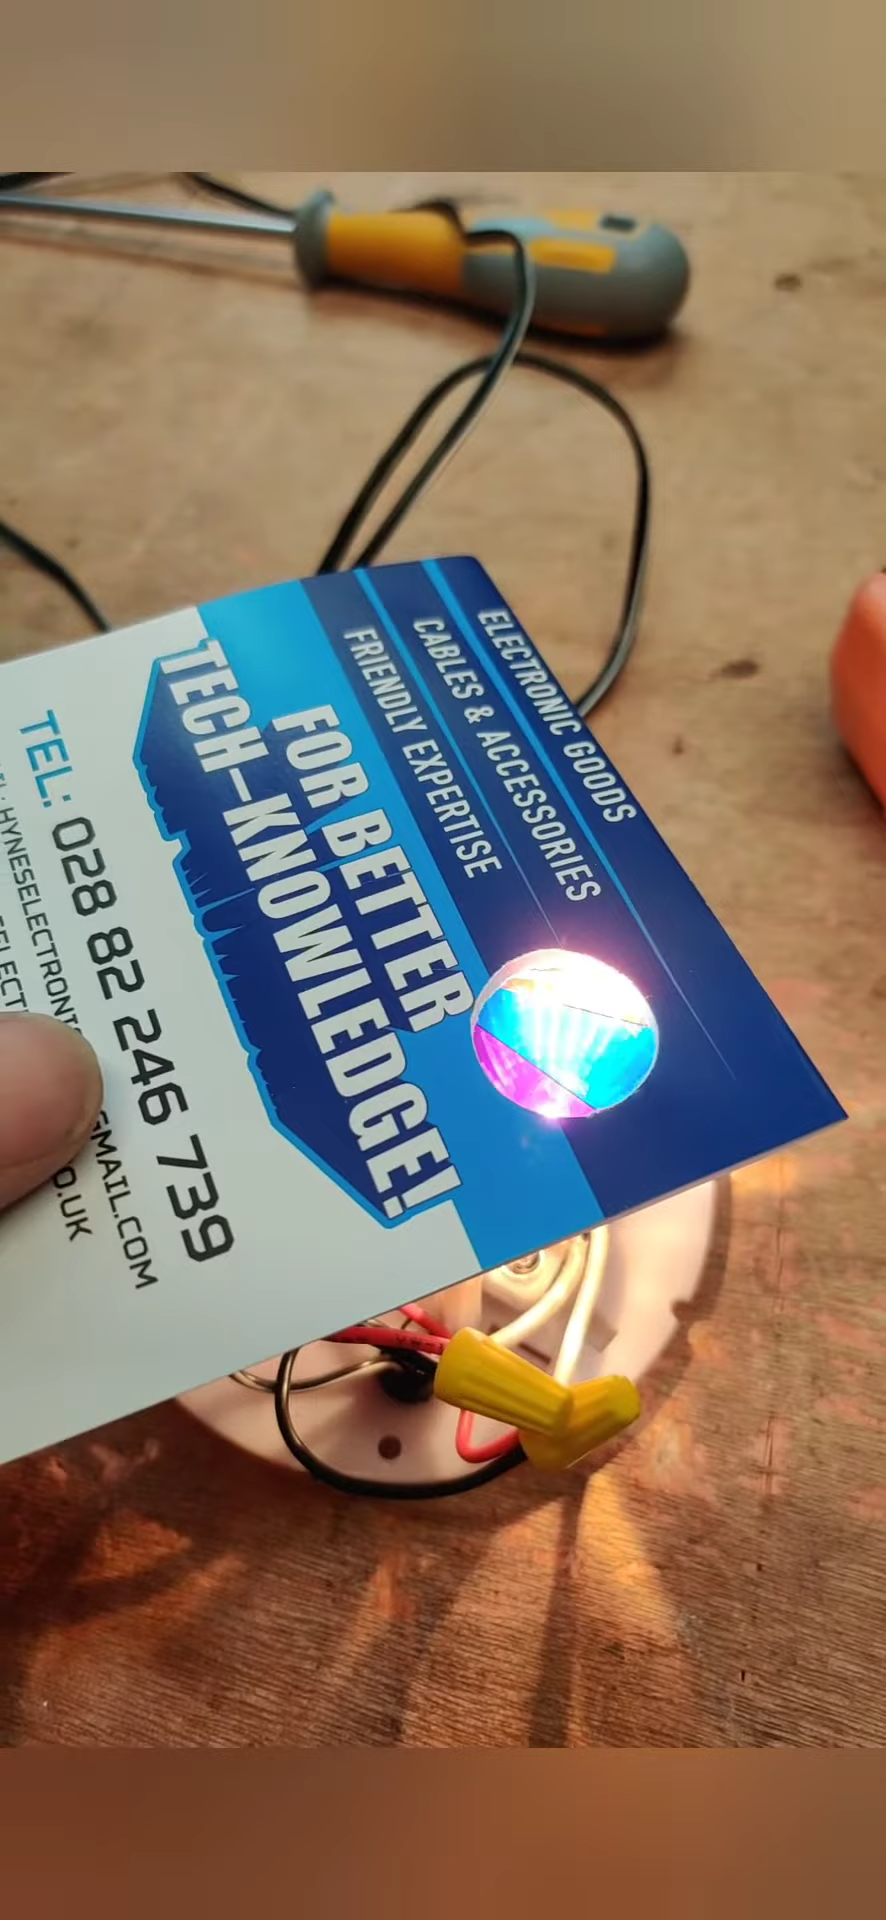 ELECTRONIC GOODS
CABLES & ACCESSORIES
FRIENDLY EXPERTISE
FOR BETTER
TECH-KNOWLEDGE!
TEL: 028 82 246 739